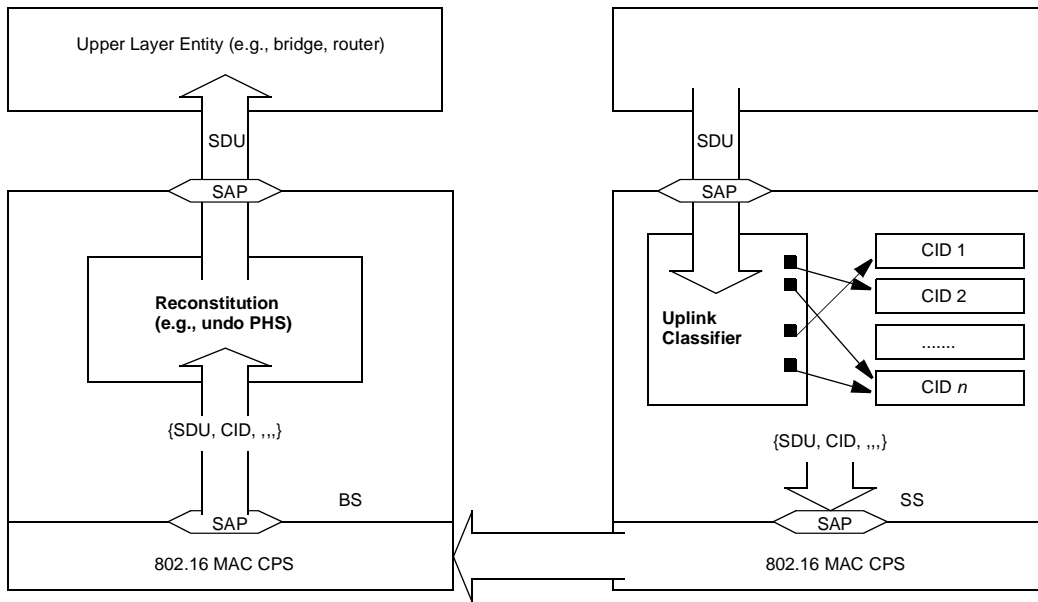 Upper Layer Entity (e.g., bridge, router)
SDU
SAP
Reconstitution
(e.g., undo PHS)
{SDU, CID, ,,,}
BS
SAP
802.16 MAC CPS
SDU
SAP
Uplink
Classifier
CID 1
CID 2
.......
CID n
{SDU, CID, ,,,}
SS
SAP
802.16 MAC CPS